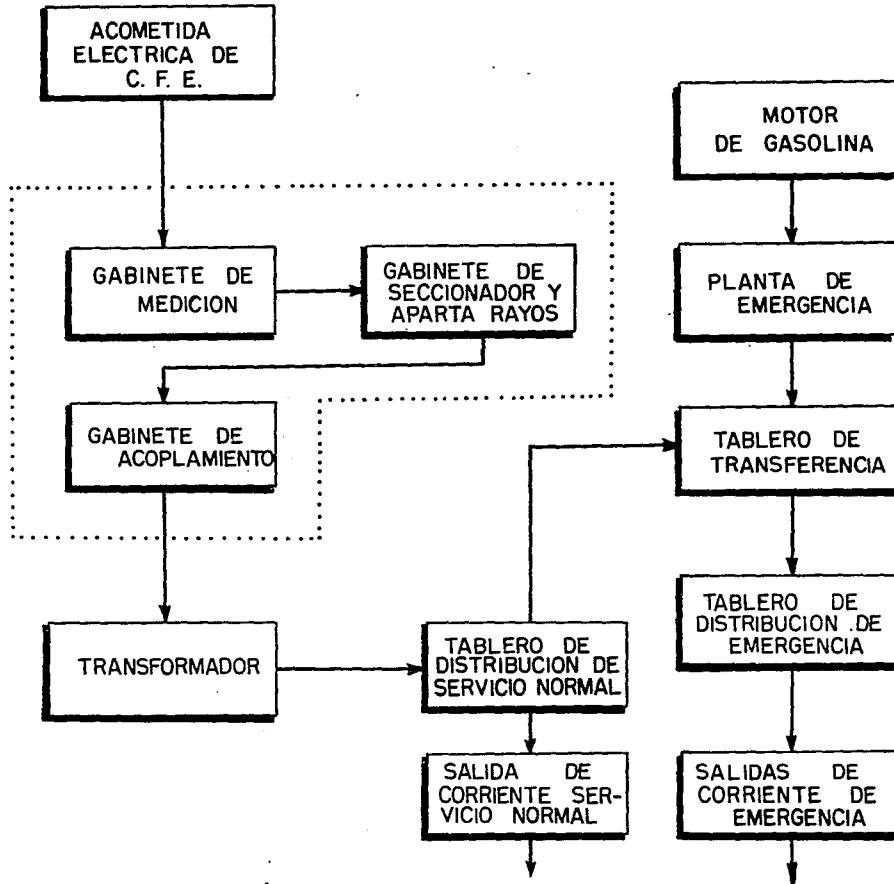 ACOMETIDA
ELECTRICA DE
C. F. E.
MOTOR
DE GASOLINA
GABINETE DE
MEDICION
GABINETE DE
SECCIONADOR Y
APARTA RAYOS
PLANTA DE
EMERGENCIA
GABINETE DE
ACOPLAMIENTO
TABLERO DE
TRANSFERENCIA
TRANSFORMADOR
TABLERO DE
DISTRIBUCION DE
SERVICIO NORMAL
TABLERO DE
DISTRIBUCION .DE
EMERGENCIA
SALIDA DE
CORRIENTE SER-
VICIO NORMAL
SALIDAS DE
CORRIENTE DE
EMERGENCIA